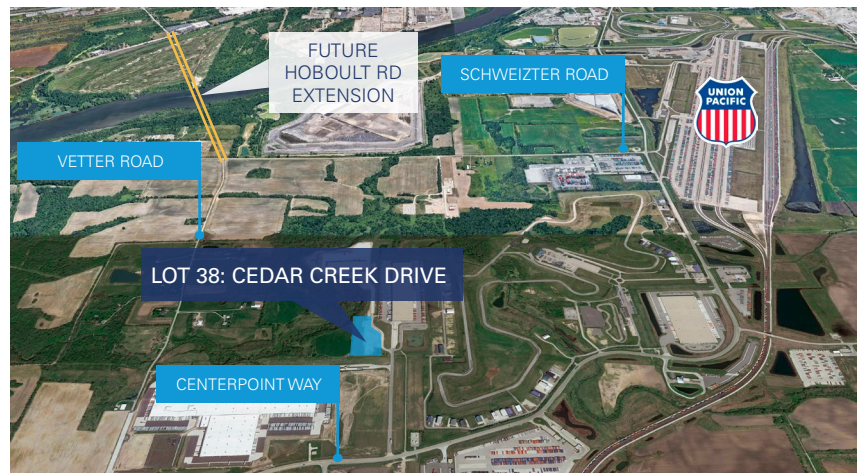 FUTURE
HOBOULT RD
EXTENSION
SCHWEIZTER ROAD
UNION
PACIFIC
VETTER ROAD
LOT 38: CEDAR CREEK DRIVE
CENTERPOINT WAY